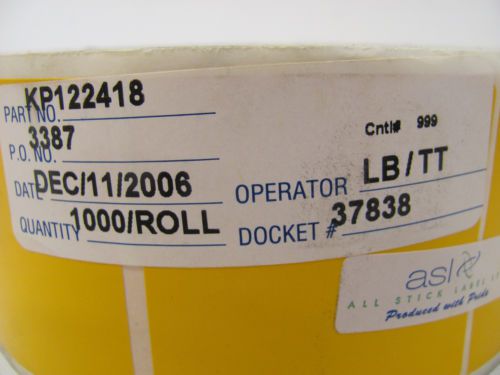 PART NO. KP122418
P.O. NO. 3387
Cntl# 999
DATE DEC/11/2006
OPERATOR LB/TT
QUANTITY 1000/ROLL
DOCKET # 37838
asl
ALL STICK LABEL
Produced with Pride